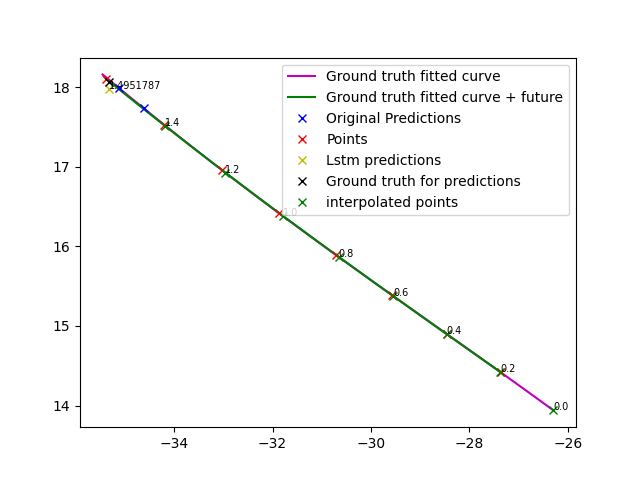 Ground truth fitted curve
Ground truth fitted curve + future
Original Predictions
Points
Lstm predictions
Ground truth for predictions
interpolated points
1.4951787
1.4
1.2
1.0
0.8
0.6
0.4
0.2
0.0
18
17
16
15
14
−34
−32
−30
−28
−26